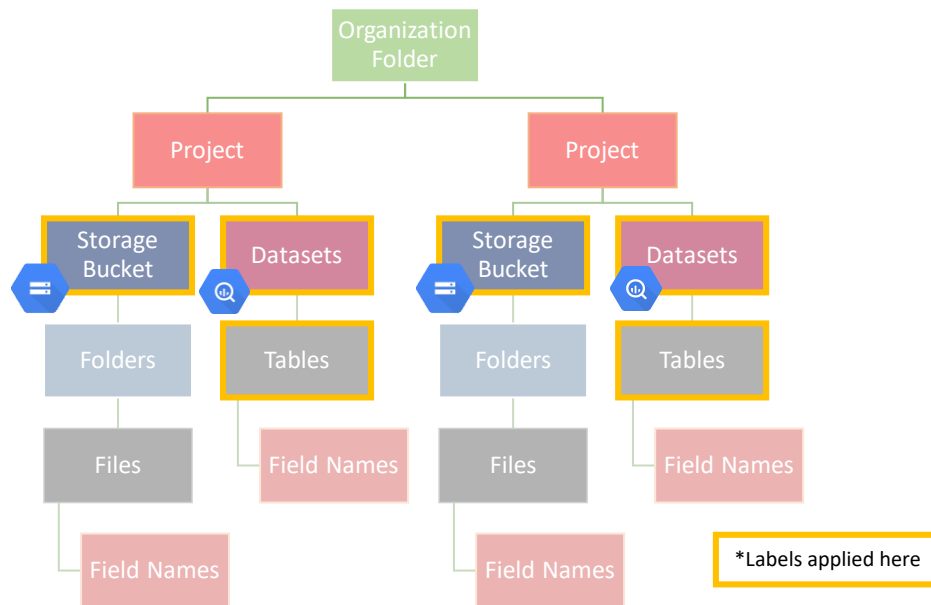 Organization
Folder
Project
Project
Storage
Bucket
Datasets
Storage
Bucket
Datasets
Folders
Tables
Folders
Tables
Files
Field Names
Files
Field Names
Field Names
Field Names
*Labels applied here